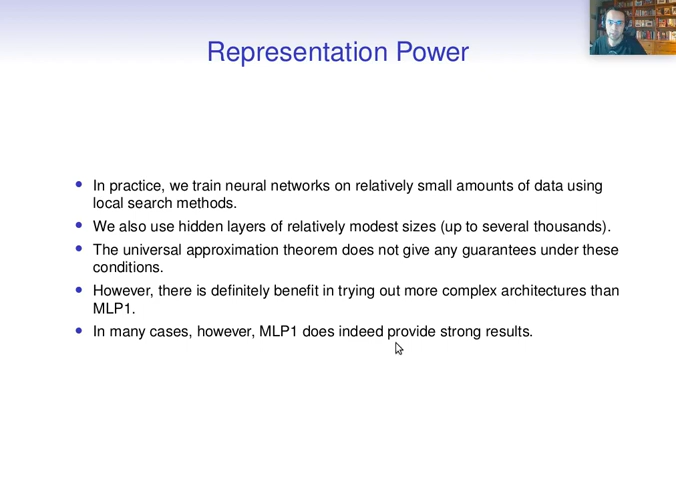 Representation Power
In practice, we train neural networks on relatively small amounts of data using
local search methods.
We also use hidden layers of relatively modest sizes (up to several thousands).
The universal approximation theorem does not give any guarantees under these
conditions.
However, there is definitely benefit in trying out more complex architectures than
MLP1.
In many cases, however, MLP1 does indeed provide strong results.